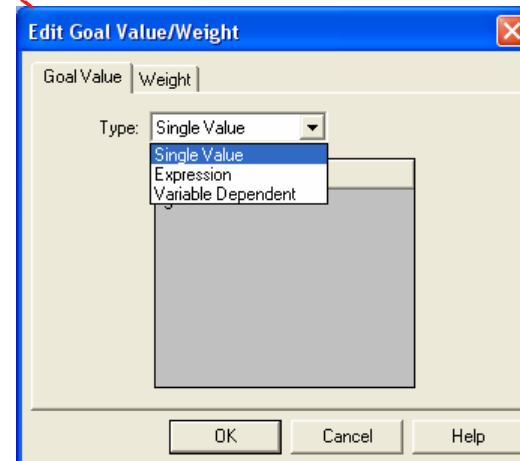 Edit Goal Value/Weight
Goal Value Weight
Type: Single Value
Single Value
Expression
Variable Dependent
OK Cancel Help